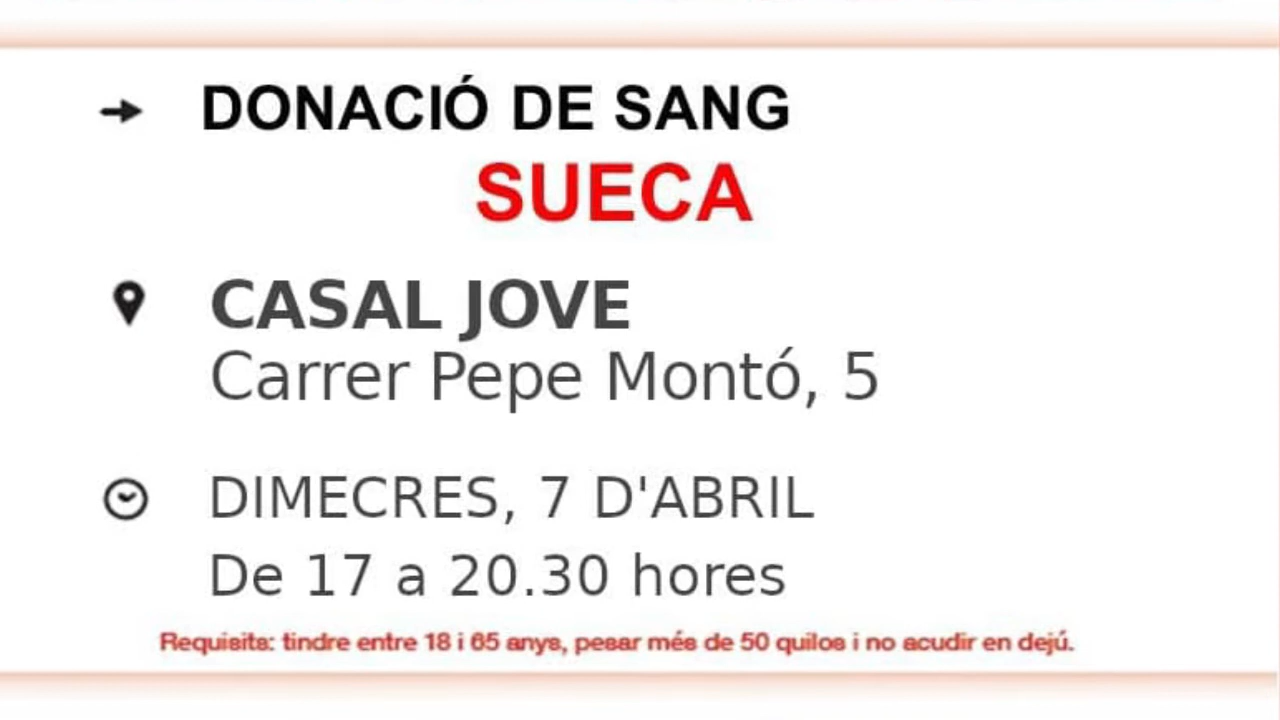 DONACIÓ DE SANG
SUECA
CASAL JOVE
Carrer Pepe Montó, 5
DIMECRES, 7 D'ABRIL
De 17 a 20.30 hores
Requisits: tindre entre 18 i 65 anys, pesar més de 50 quilos i no acudir en dejú.